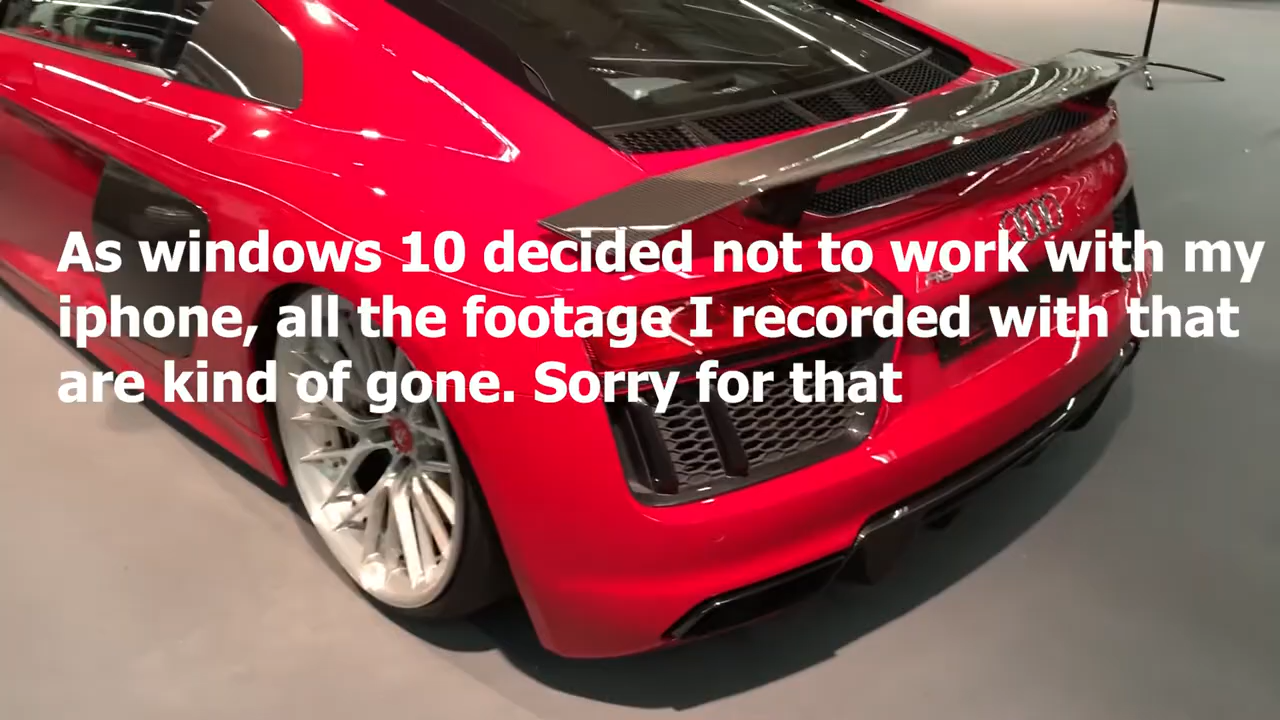 As windows 10 decided not to work with my
iphone, all the footage I recorded with that
are kind of gone. Sorry for that
R8